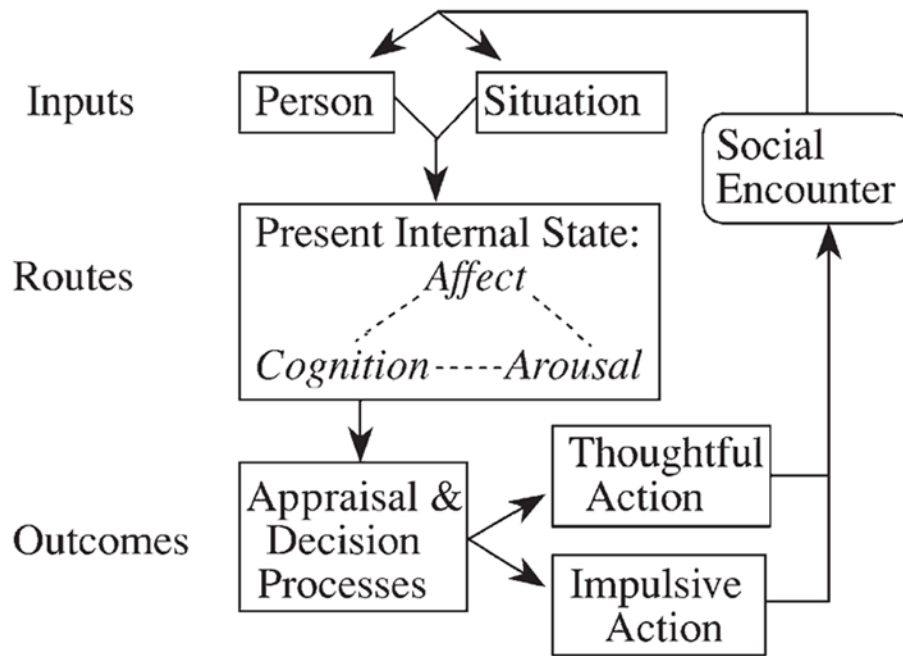 Inputs
Person
Situation
Social
Encounter
Routes
Present Internal State:
Affect
Cognition
Arousal
Outcomes
Appraisal &
Decision
Processes
Thoughtful
Action
Impulsive
Action